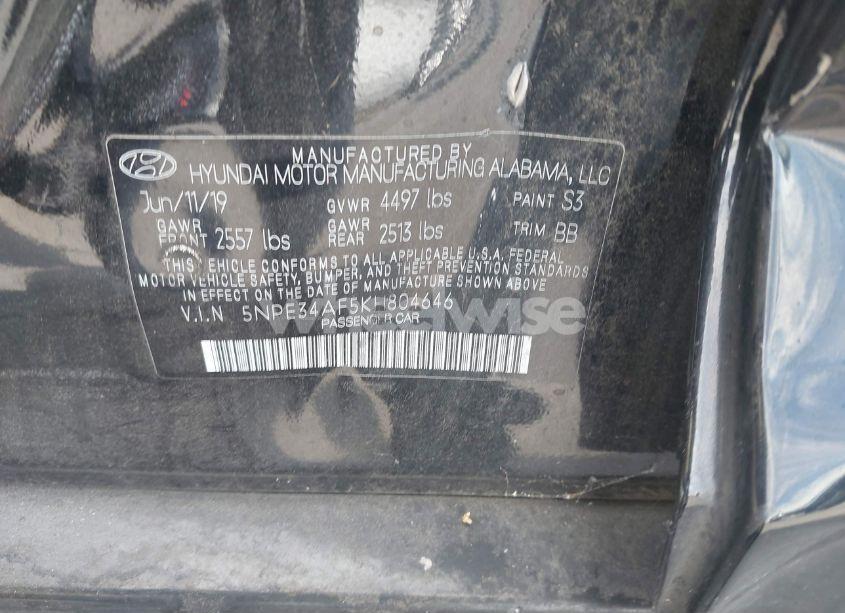 MANUFACTURED BY
HYUNDAI MOTOR MANUFACTURING ALABAMA, LLC
Jun/11/19 GVWR 4497 lbs PAINT S3
GAWR FRONT 2557 lbs GAWR REAR 2513 lbs TRIM BB
THIS VEHICLE CONFORMS TO ALL APPLICABLE U.S.A. FEDERAL
MOTOR VEHICLE SAFETY, BUMPER, AND THEFT PREVENTION STANDARDS
IN EFFECT ON THE DATE OF MANUFACTURE SHOWN ABOVE.
V.I.N 5NPE34AF5KH804646
PASSENGER CAR